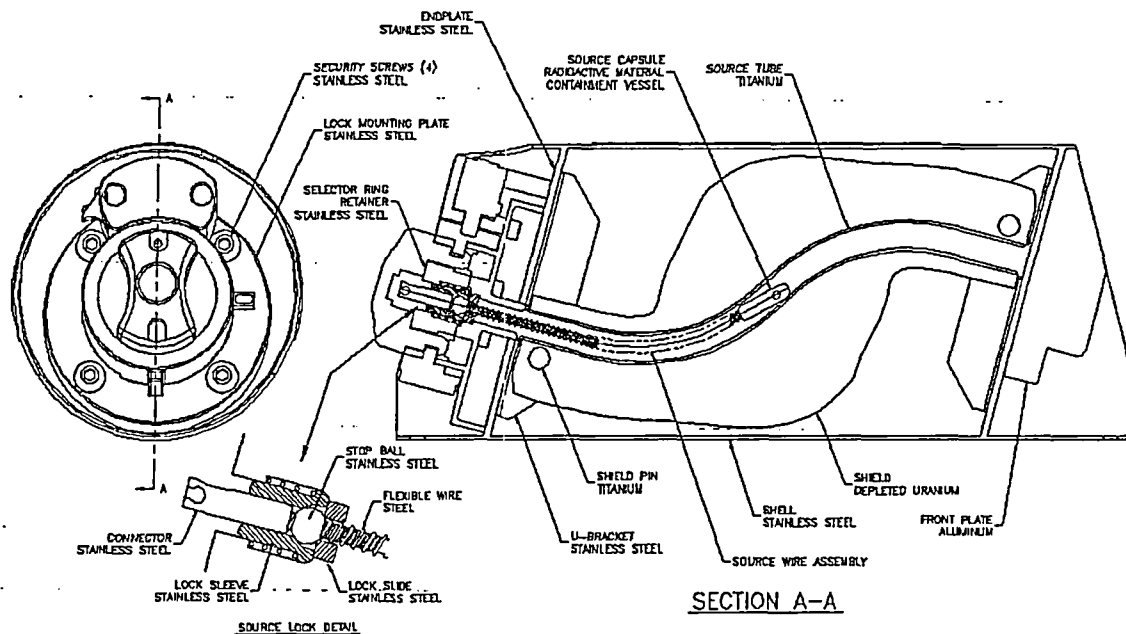 ENDPLATE
STAINLESS STEEL
SOURCE CAPSULE
RADIOACTIVE MATERIAL
CONTAINMENT VESSEL
SOURCE TUBE
TITANIUM
SECURITY SCREWS (4)
STAINLESS STEEL
A
LOCK MOUNTING PLATE
STAINLESS STEEL
SELECTOR RING
RETAINER
STAINLESS STEEL
A
STOP BALL
STAINLESS STEEL
FLEXIBLE WIRE
STEEL
SHIELD PIN
TITANIUM
SHIELD
DEPLETED URANIUM
SHELL
STAINLESS STEEL
FRONT PLATE
ALUMINUM
CONNECTOR
STAINLESS STEEL
U-BRACKET
STAINLESS STEEL
SOURCE WIRE ASSEMBLY
LOCK SLEEVE
STAINLESS STEEL
LOCK SLIDE
STAINLESS STEEL
SECTION A-A
SOURCE LOCK DETAIL